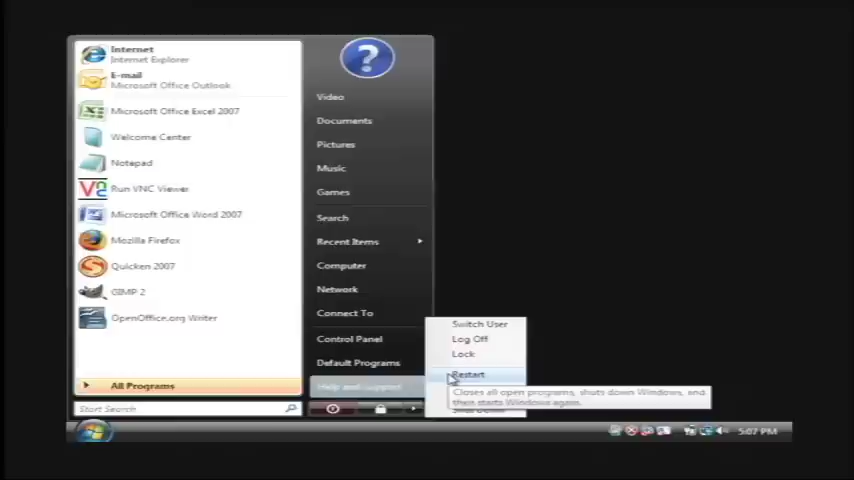 Internet
Internet Explorer
E-mail
Microsoft Office Outlook
Microsoft Office Excel 2007
Welcome Center
Notepad
Run VNC Viewer
Microsoft Office Word 2007
Mozilla Firefox
Quicken 2007
GIMP 2
OpenOffice.org Writer
All Programs
Start Search
?
Video
Documents
Pictures
Music
Games
Search
Recent Items
Computer
Network
Connect To
Control Panel
Default Programs
Help and Support
Switch User
Log Off
Lock
Restart
Closes all open programs, shuts down Windows, and
then starts Windows again.
5:07 PM